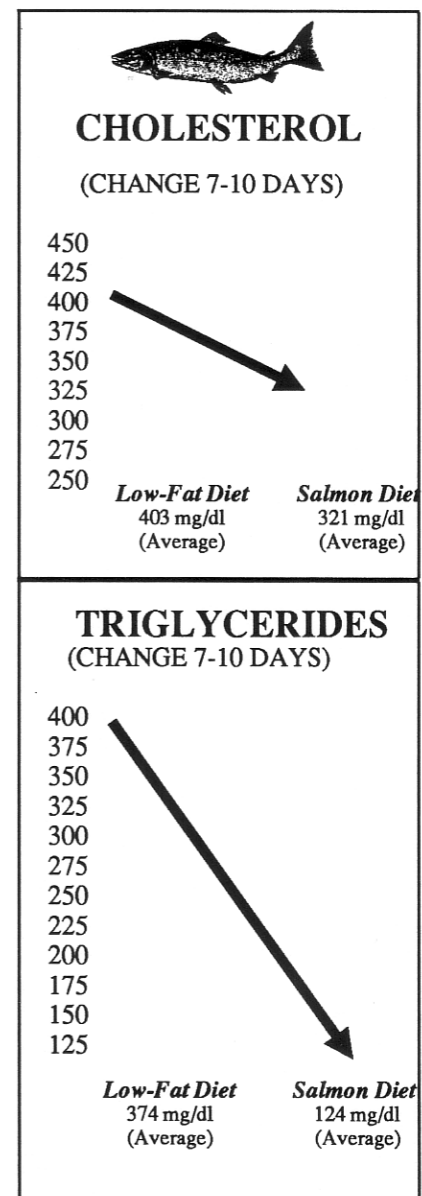 CHOLESTEROL
(CHANGE 7-10 DAYS)
450
425
400
375
350
325
300
275
250
Low-Fat Diet Salmon Diet
403 mg/dl 321 mg/dl
(Average) (Average)
TRIGLYCERIDES
(CHANGE 7-10 DAYS)
400
375
350
325
300
275
250
225
200
175
150
125
Low-Fat Diet Salmon Diet
374 mg/dl 124 mg/dl
(Average) (Average)